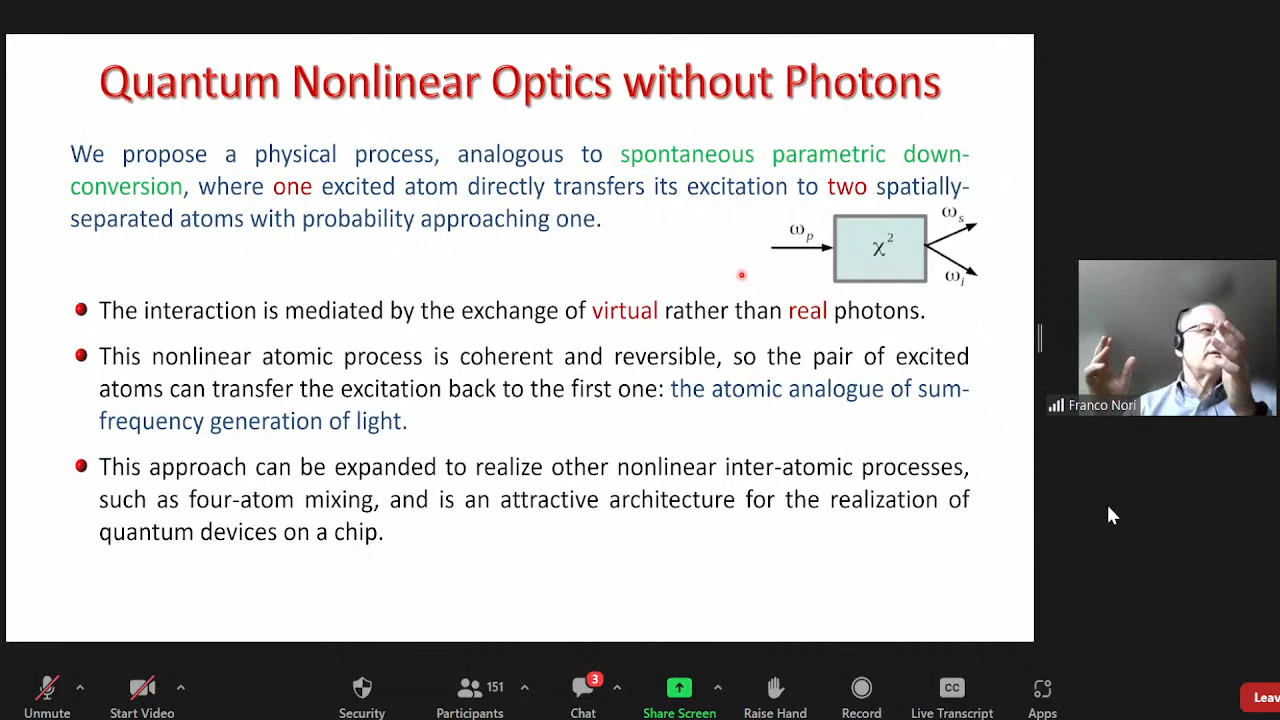 Quantum Nonlinear Optics without Photons
We propose a physical process, analogous to spontaneous parametric down-
conversion, where one excited atom directly transfers its excitation to two spatially-
separated atoms with probability approaching one.
ωp
χ2
ωs
ωi
The interaction is mediated by the exchange of virtual rather than real photons.
This nonlinear atomic process is coherent and reversible, so the pair of excited
atoms can transfer the excitation back to the first one: the atomic analogue of sum-
frequency generation of light.
This approach can be expanded to realize other nonlinear inter-atomic processes,
such as four-atom mixing, and is an attractive architecture for the realization of
quantum devices on a chip.
Franco Nori
Unmute
Start Video
Security
151
Participants
3
Chat
Share Screen
Raise Hand
Record
CC
Live Transcript
Apps
Leav